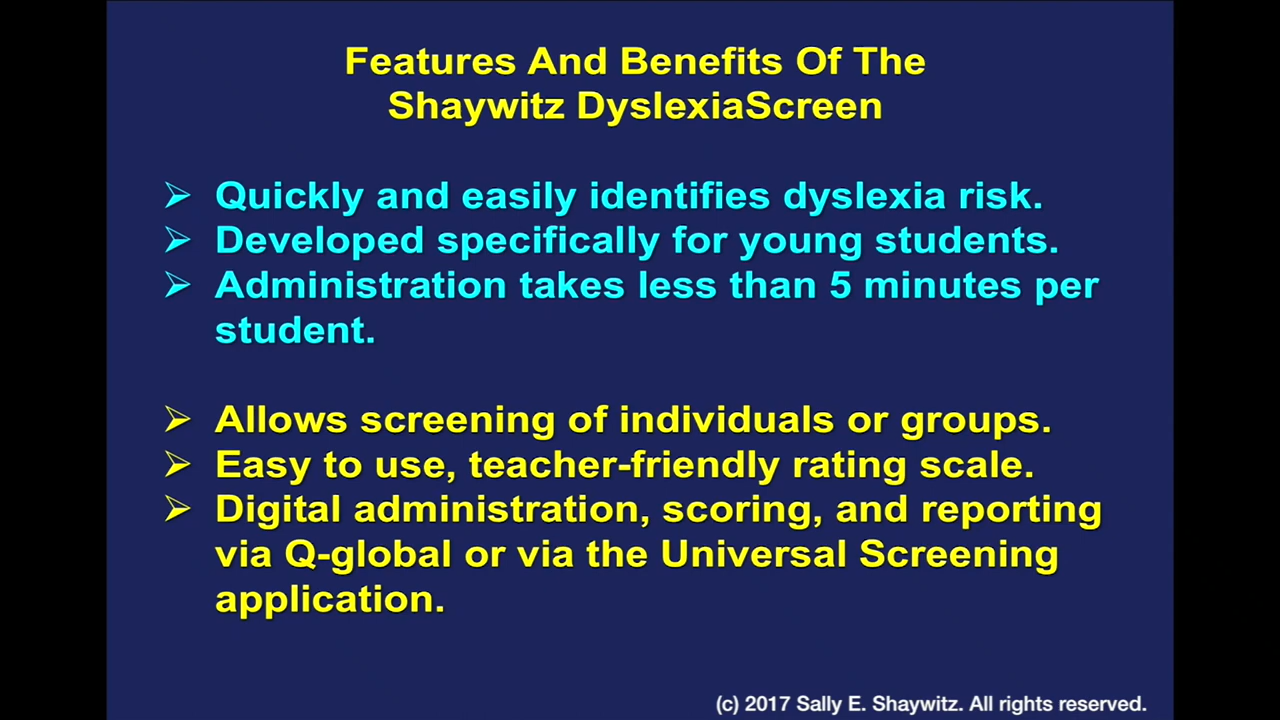 Features And Benefits Of The
Shaywitz DyslexiaScreen
➢ Quickly and easily identifies dyslexia risk.
➢ Developed specifically for young students.
➢ Administration takes less than 5 minutes per
student.
➢ Allows screening of individuals or groups.
➢ Easy to use, teacher-friendly rating scale.
➢ Digital administration, scoring, and reporting
via Q-global or via the Universal Screening
application.
(c) 2017 Sally E. Shaywitz. All rights reserved.